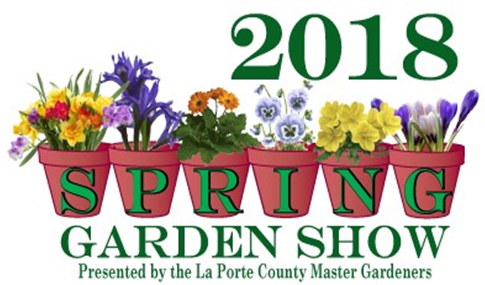 2018
SPRING
GARDEN SHOW
Presented by the La Porte County Master Gardeners